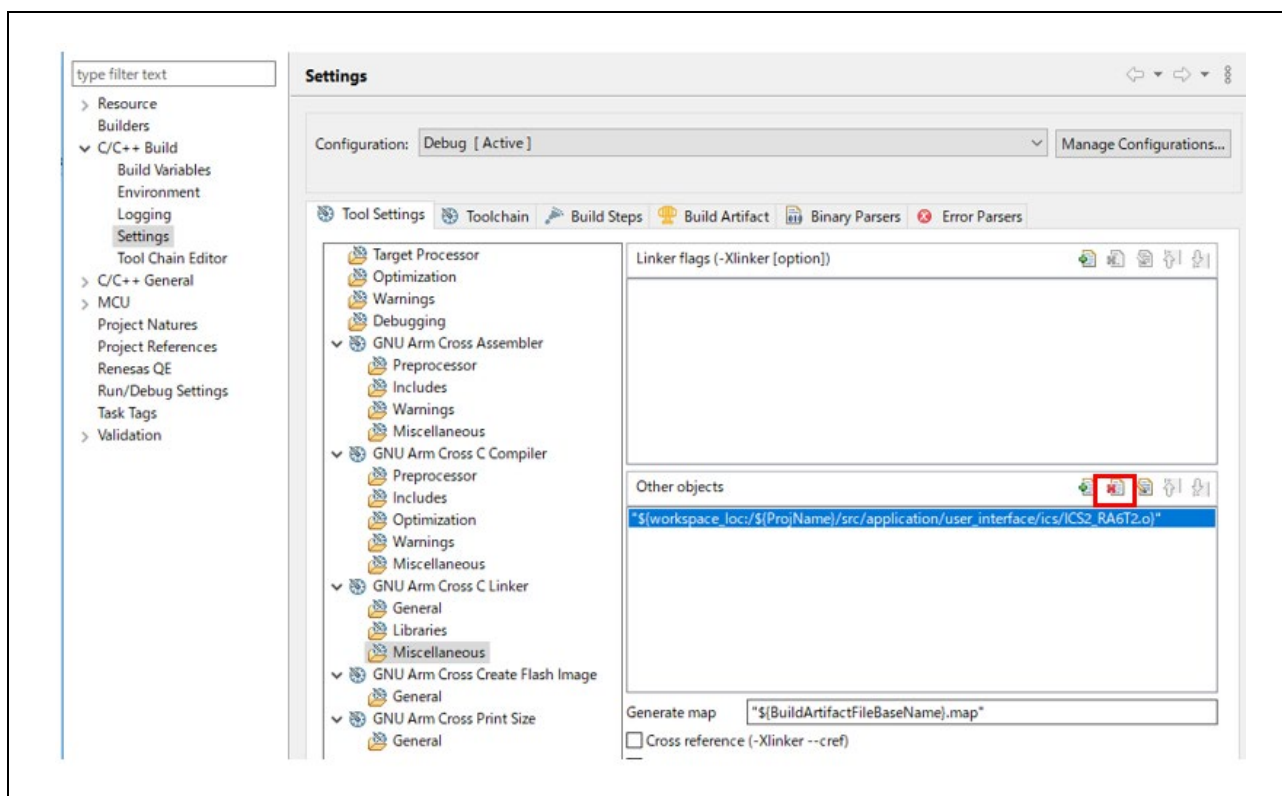 type filter text
Resource
Builders
C/C++ Build
Build Variables
Environment
Logging
Settings
Tool Chain Editor
C/C++ General
MCU
Project Natures
Project References
Renesas QE
Run/Debug Settings
Task Tags
Validation
Settings
Configuration: Debug [ Active ] Manage Configurations...
Tool Settings Toolchain Build Steps Build Artifact Binary Parsers Error Parsers
Target Processor
Optimization
Warnings
Debugging
GNU Arm Cross Assembler
Preprocessor
Includes
Warnings
Miscellaneous
GNU Arm Cross C Compiler
Preprocessor
Includes
Optimization
Warnings
Miscellaneous
GNU Arm Cross C Linker
General
Libraries
Miscellaneous
GNU Arm Cross Create Flash Image
General
GNU Arm Cross Print Size
General
Linker flags (-Xlinker [option])
Other objects
"${workspace_loc:/${ProjName}/src/application/user_interface/ics/ICS2_RA6T2.o}"
Generate map "${BuildArtifactFileBaseName}.map"
Cross reference (-Xlinker --cref)